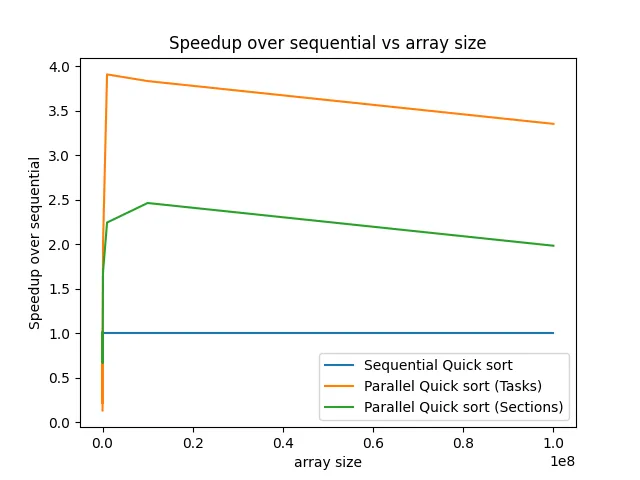 Speedup over sequential vs array size
Speedup over sequential
4.0
3.5
3.0
2.5
2.0
1.5
1.0
0.5
0.0
Sequential Quick sort
Parallel Quick sort (Tasks)
Parallel Quick sort (Sections)
0.0 0.2 0.4 0.6 0.8 1.0
1e8
array size